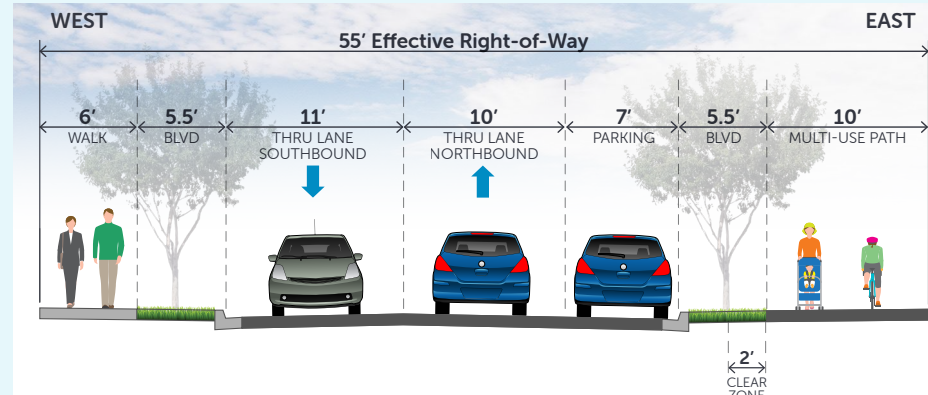 WEST
EAST
55′ Effective Right-of-Way
6′
5.5′
11′
10′
7′
5.5′
10′
WALK
BLVD
THRU LANE
SOUTHBOUND
THRU LANE
NORTHBOUND
PARKING
BLVD
MULTI-USE PATH
2′
CLEAR
ZONE